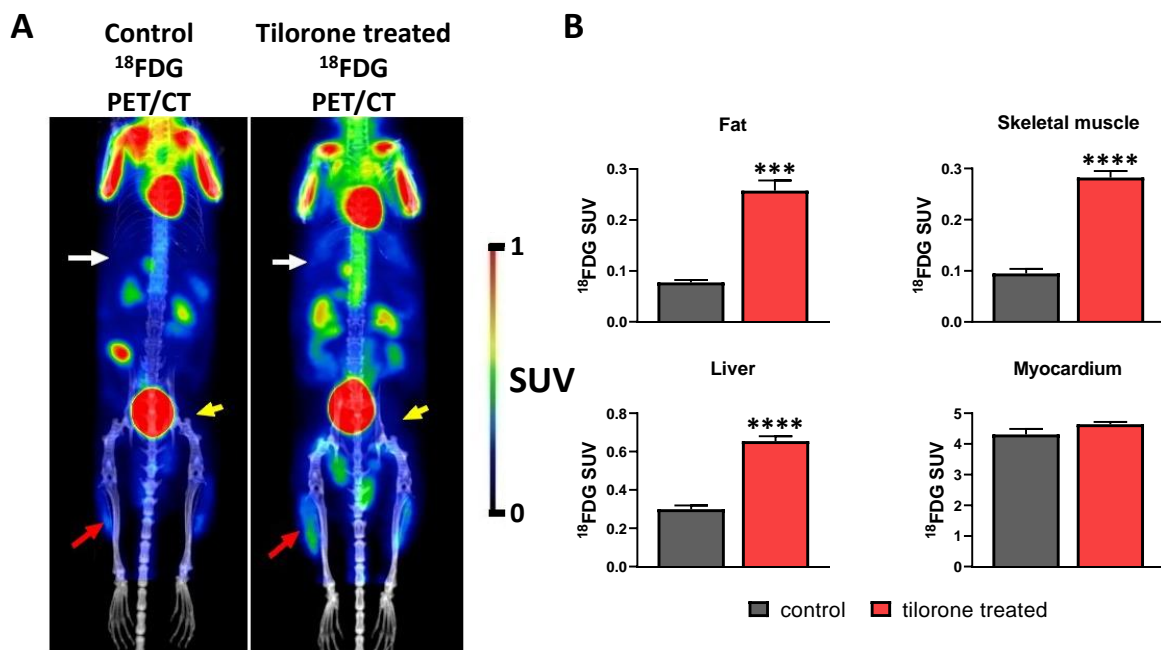 A
Control
¹⁸FDG
PET/CT
Tilorone treated
¹⁸FDG
PET/CT
1
SUV
0
B
Fat
***
¹⁸FDG SUV
0.3
0.2
0.1
0.0
Skeletal muscle
****
¹⁸FDG SUV
0.3
0.2
0.1
0.0
Liver
****
¹⁸FDG SUV
0.8
0.6
0.4
0.2
0.0
Myocardium
¹⁸FDG SUV
5
4
3
2
1
0
control
tilorone treated